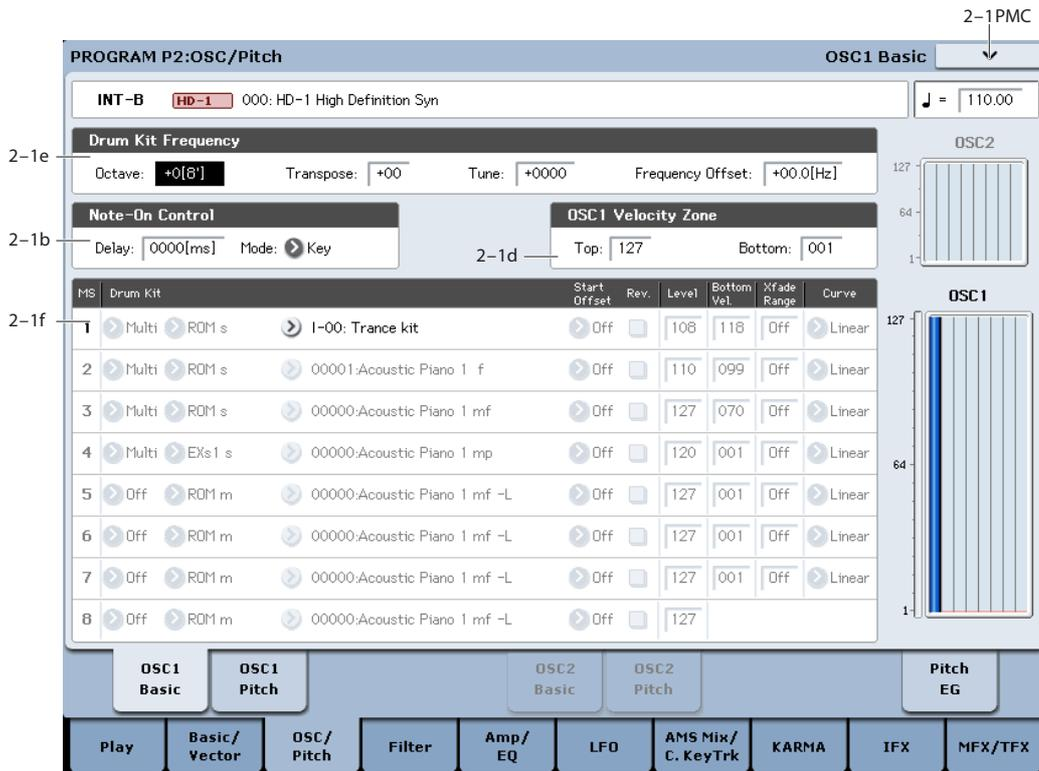 2-1PMC
PROGRAM P2:OSC/Pitch OSC1 Basic
INT-B HD-1 000: HD-1 High Definition Syn ♩ = 110.00
Drum Kit Frequency
OSC2
2-1e
Octave: +0[8'] Transpose: +00 Tune: +0000 Frequency Offset: +00.0[Hz]
127
Note-On Control OSC1 Velocity Zone
64
2-1b
Delay: 0000[ms] Mode: Key
2-1d
Top: 127 Bottom: 001
1
MS Drum Kit Start Offset Rev. Level Bottom Vel. Xfade Range Curve
OSC1
2-1f
1 Multi ROM s I-00: Trance kit Off 108 118 Off Linear
127
2 Multi ROM s 00001:Acoustic Piano 1 f Off 110 099 Off Linear
3 Multi ROM s 00000:Acoustic Piano 1 mf Off 127 070 Off Linear
4 Multi EXs1 s 00000:Acoustic Piano 1 mp Off 120 001 Off Linear
64
5 Off ROM m 00000:Acoustic Piano 1 mf -L Off 127 001 Off Linear
6 Off ROM m 00000:Acoustic Piano 1 mf -L Off 127 001 Off Linear
7 Off ROM m 00000:Acoustic Piano 1 mf -L Off 127 001 Off Linear
8 Off ROM m 00000:Acoustic Piano 1 mf -L Off 127
1
OSC1 Basic OSC1 Pitch OSC2 Basic OSC2 Pitch Pitch EG
Play Basic/Vector OSC/Pitch Filter Amp/EQ LFO AMS Mix/C. KeyTrk KARMA IFX MFX/TFX